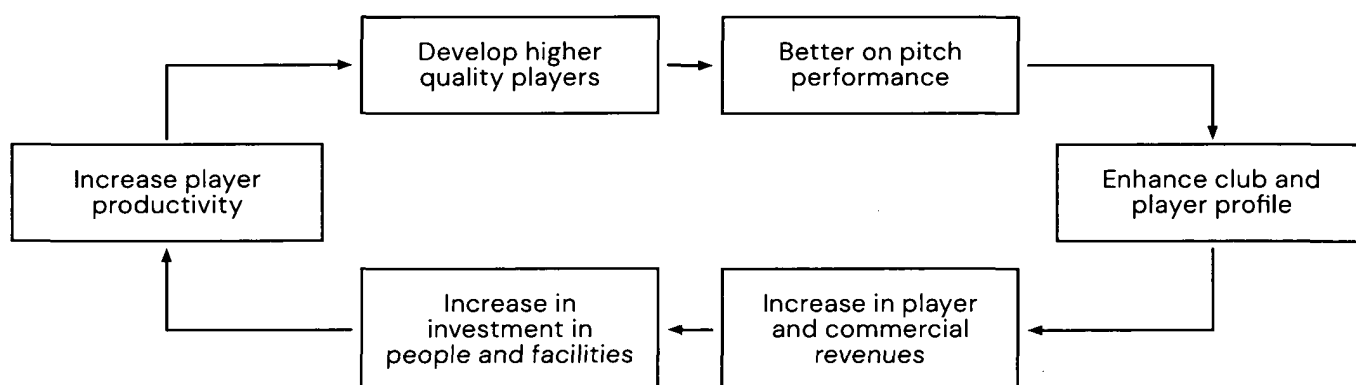 Develop higher
quality players
Better on pitch
performance
Enhance club and
player profile
Increase in player
and commercial
revenues
Increase in
investment in
people and facilities
Increase player
productivity